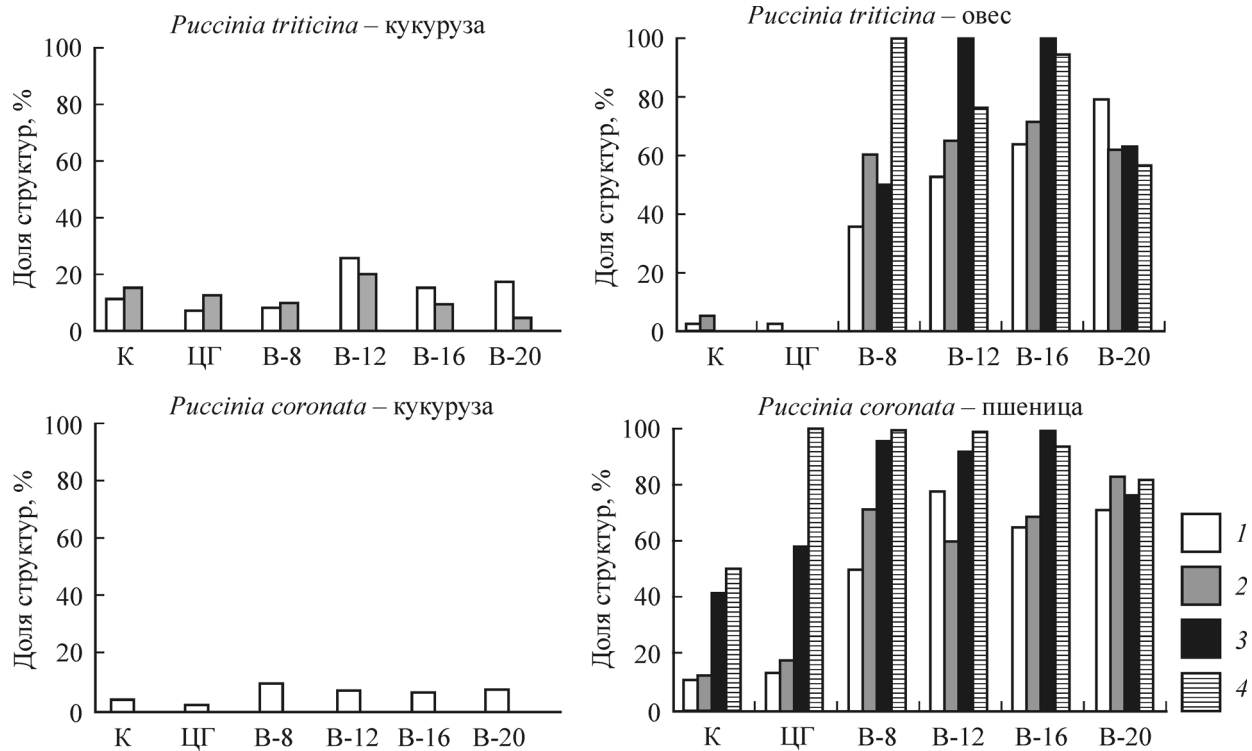 Puccinia triticina – кукуруза
Доля структур, %
100
80
60
40
20
0
К ЦГ В-8 В-12 В-16 В-20
Puccinia triticina – овес
Доля структур, %
100
80
60
40
20
0
К ЦГ В-8 В-12 В-16 В-20
Puccinia coronata – кукуруза
Доля структур, %
100
80
60
40
20
0
К ЦГ В-8 В-12 В-16 В-20
Puccinia coronata – пшеница
Доля структур, %
100
80
60
40
20
0
К ЦГ В-8 В-12 В-16 В-20
1
2
3
4